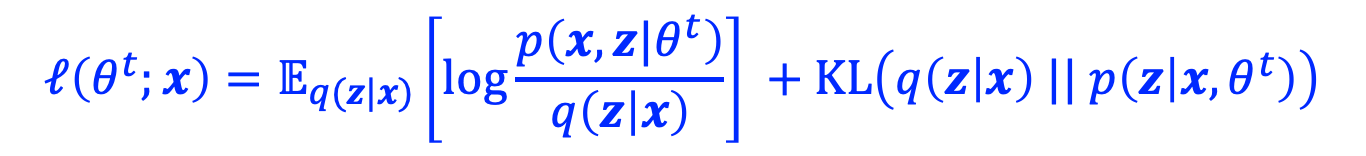 ℓ(θᵗ; 𝒙) = 𝔼_{q(𝒛|𝒙)} [log p(𝒙, 𝒛|θᵗ) / q(𝒛|𝒙)] + KL(q(𝒛|𝒙) || p(𝒛|𝒙, θᵗ))